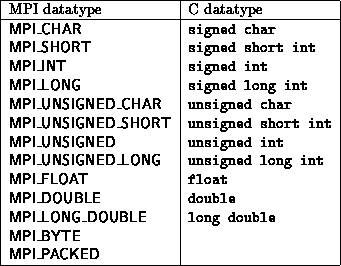 MPI datatype C datatype
MPI_CHAR signed char
MPI_SHORT signed short int
MPI_INT signed int
MPI_LONG signed long int
MPI_UNSIGNED_CHAR unsigned char
MPI_UNSIGNED_SHORT unsigned short int
MPI_UNSIGNED unsigned int
MPI_UNSIGNED_LONG unsigned long int
MPI_FLOAT float
MPI_DOUBLE double
MPI_LONG_DOUBLE long double
MPI_BYTE
MPI_PACKED